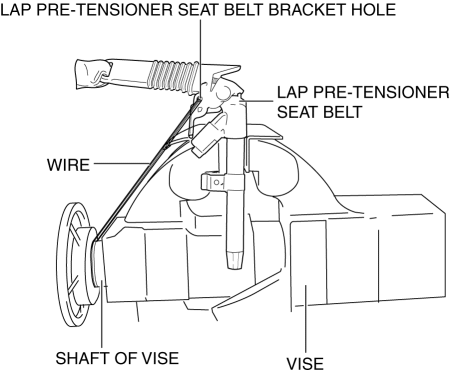 LAP PRE-TENSIONER SEAT BELT BRACKET HOLE
LAP PRE-TENSIONER
SEAT BELT
WIRE
SHAFT OF VISE
VISE